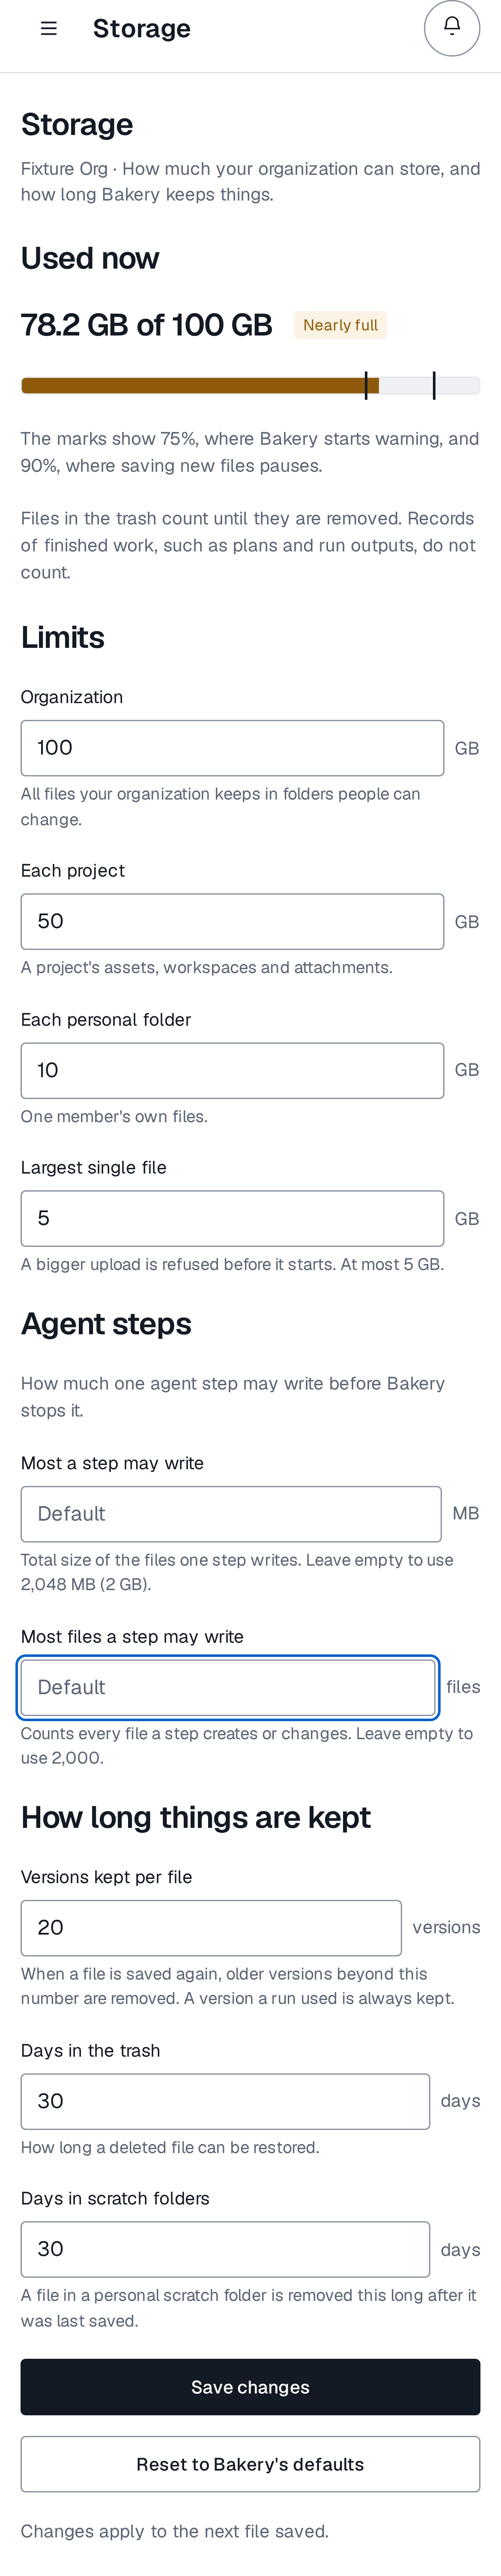 Storage
Storage
Fixture Org · How much your organization can store, and
how long Bakery keeps things.
Used now
78.2 GB of 100 GB
Nearly full
The marks show 75%, where Bakery starts warning, and
90%, where saving new files pauses.
Files in the trash count until they are removed. Records
of finished work, such as plans and run outputs, do not
count.
Limits
Organization
100
GB
All files your organization keeps in folders people can
change.
Each project
50
GB
A project's assets, workspaces and attachments.
Each personal folder
10
GB
One member's own files.
Largest single file
5
GB
A bigger upload is refused before it starts. At most 5 GB.
Agent steps
How much one agent step may write before Bakery
stops it.
Most a step may write
Default
MB
Total size of the files one step writes. Leave empty to use
2,048 MB (2 GB).
Most files a step may write
Default
files
Counts every file a step creates or changes. Leave empty to
use 2,000.
How long things are kept
Versions kept per file
20
versions
When a file is saved again, older versions beyond this
number are removed. A version a run used is always kept.
Days in the trash
30
days
How long a deleted file can be restored.
Days in scratch folders
30
days
A file in a personal scratch folder is removed this long after it
was last saved.
Save changes
Reset to Bakery's defaults
Changes apply to the next file saved.